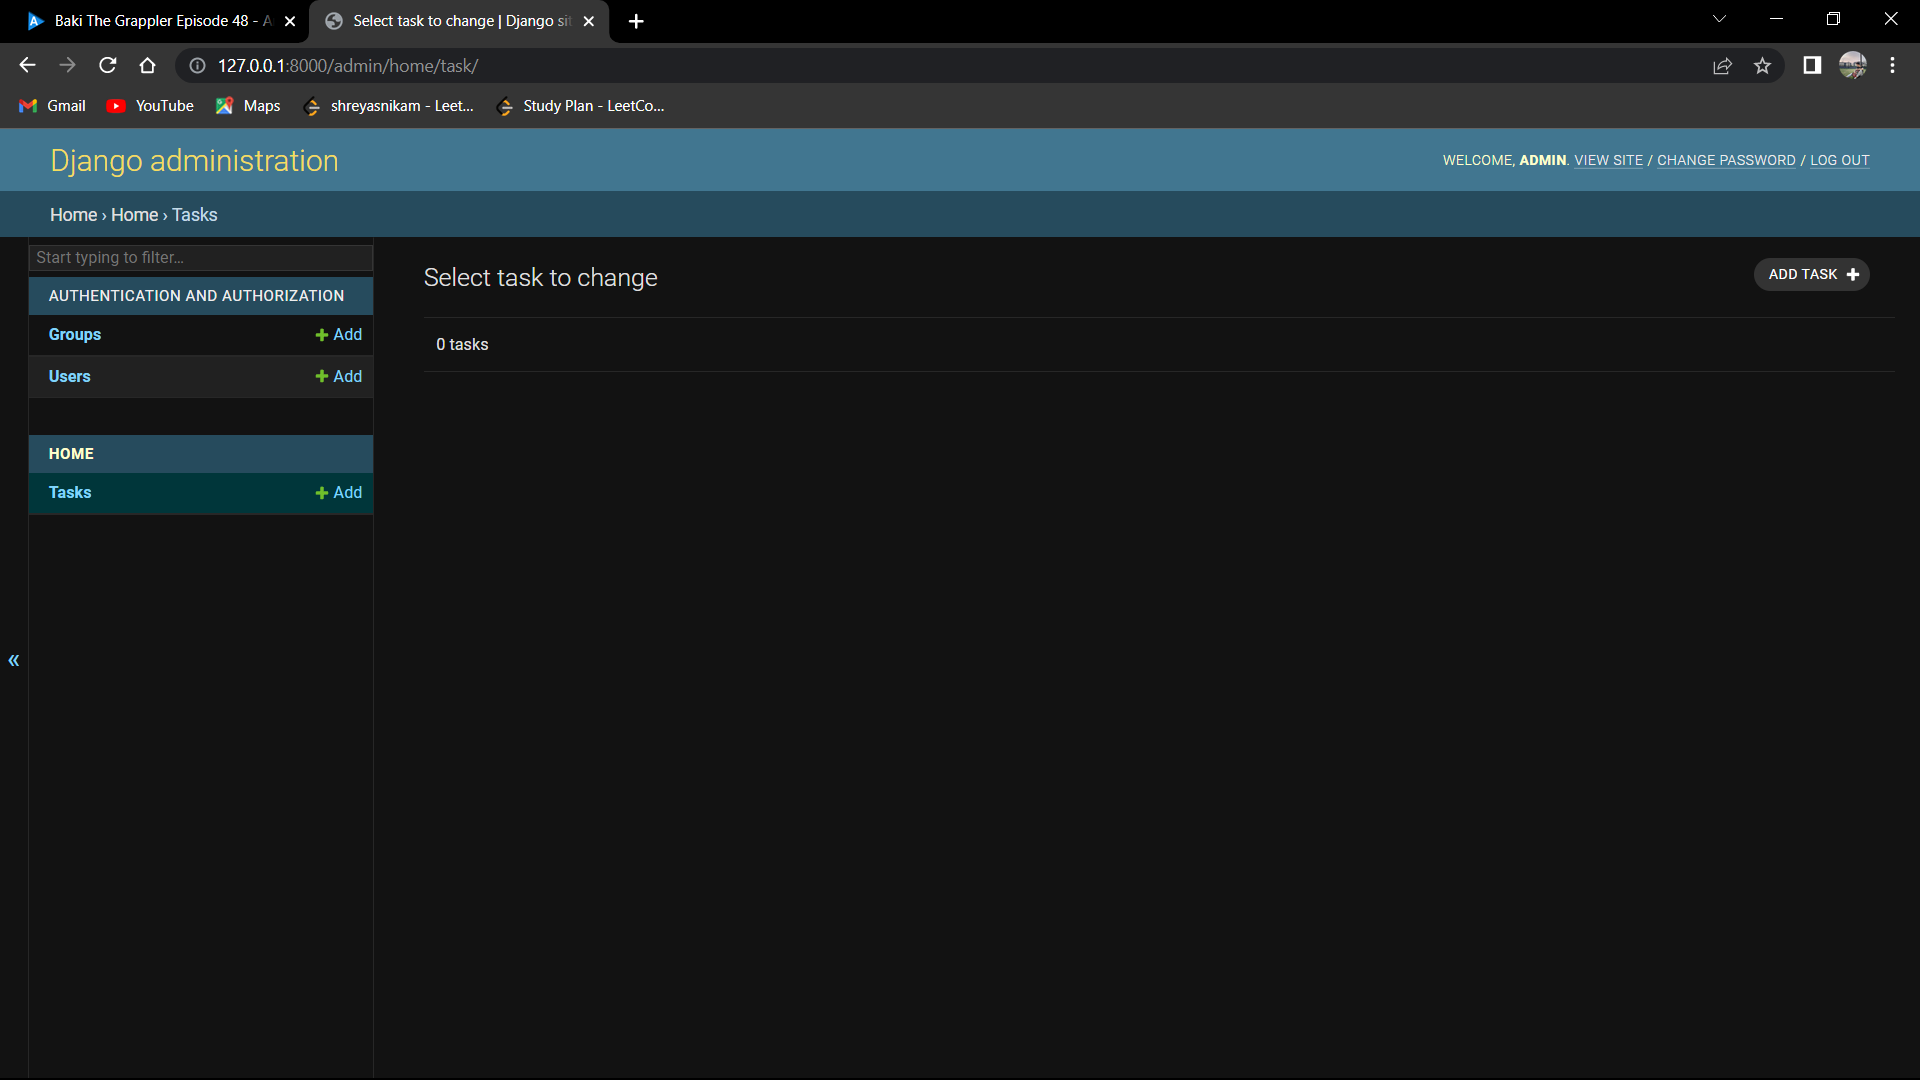 Baki The Grappler Episode 48 - A
Select task to change | Django sit
127.0.0.1:8000/admin/home/task/
Gmail
YouTube
Maps
shreyasnikam - Leet...
Study Plan - LeetCo...
Django administration
WELCOME, ADMIN. VIEW SITE / CHANGE PASSWORD / LOG OUT
Home › Home › Tasks
Start typing to filter...
AUTHENTICATION AND AUTHORIZATION
Groups + Add
Users + Add
HOME
Tasks + Add
«
Select task to change
ADD TASK +
0 tasks